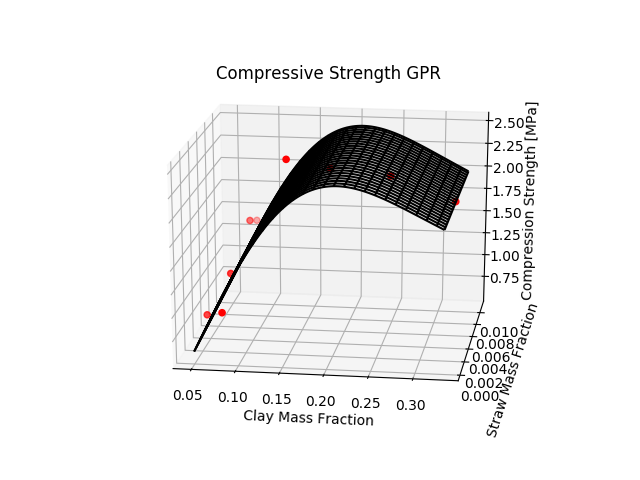 Compressive Strength GPR
2.50
2.25
2.00
1.75
1.50
1.25
1.00
0.75
Compression Strength [MPa]
0.010
0.008
0.006
0.004
0.002
0.000
Straw Mass Fraction
0.05 0.10 0.15 0.20 0.25 0.30
Clay Mass Fraction